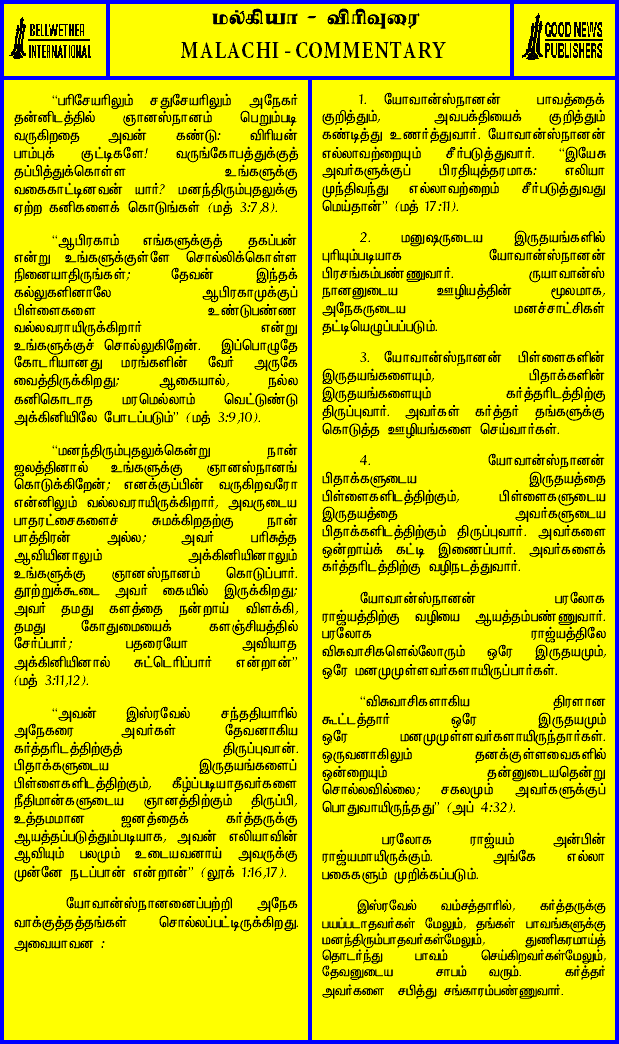 மல்கியா - விரிவுரை
BELLWETHER
INTERNATIONAL
MALACHI - COMMENTARY
GOOD NEWS
PUBLISHERS
“பரிசேயரிலும் சதுசேயரிலும் அநேகர்
தன்னிடத்தில் ஞானஸ்நானம் பெறும்படி
வருகிறதை அவன் கண்டு: விரியன்
பாம்புக் குட்டிகளே! வருங்கோபத்துக்குத்
தப்பித்துக்கொள்ள உங்களுக்கு
வகைகாட்டினவன் யார்? மனந்திரும்புதலுக்கு
ஏற்ற கனிகளைக் கொடுங்கள் (மத் 3:7,8).
“ஆபிரகாம் எங்களுக்குத் தகப்பன்
என்று உங்களுக்குள்ளே சொல்லிக்கொள்ள
நினையாதிருங்கள்; தேவன் இந்தக்
கல்லுகளினாலே ஆபிரகாமுக்குப்
பிள்ளைகளை உண்டுபண்ண
வல்லவராயிருக்கிறார் என்று
உங்களுக்குச் சொல்லுகிறேன். இப்பொழுதே
கோடரியானது மரங்களின் வேர் அருகே
வைத்திருக்கிறது; ஆகையால், நல்ல
கனிகொடாத மரமெல்லாம் வெட்டுண்டு
அக்கினியிலே போடப்படும்” (மத் 3:9,10).
“மனந்திரும்புதலுக்கென்று நான்
ஜலத்தினால் உங்களுக்கு ஞானஸ்நானங்
கொடுக்கிறேன்; எனக்குப்பின் வருகிறவரோ
என்னிலும் வல்லவராயிருக்கிறார், அவருடைய
பாதரட்சைகளைச் சுமக்கிறதற்கு நான்
பாத்திரன் அல்ல; அவர் பரிசுத்த
ஆவியினாலும் அக்கினியினாலும்
உங்களுக்கு ஞானஸ்நானம் கொடுப்பார்.
தூற்றுக்கூடை அவர் கையில் இருக்கிறது;
அவர் தமது களத்தை நன்றாய் விளக்கி,
தமது கோதுமையைக் களஞ்சியத்தில்
சேர்ப்பார்; பதரையோ அவியாத
அக்கினியினால் சுட்டெரிப்பார் என்றான்”
(மத் 3:11,12).
“அவன் இஸ்ரவேல் சந்ததியாரில்
அநேகரை அவர்கள் தேவனாகிய
கர்த்தரிடத்திற்குத் திருப்புவான்.
பிதாக்களுடைய இருதயங்களைப்
பிள்ளைகளிடத்திற்கும், கீழ்ப்படியாதவர்களை
நீதிமான்களுடைய ஞானத்திற்கும் திருப்பி,
உத்தமமான ஜனத்தைக் கர்த்தருக்கு
ஆயத்தப்படுத்தும்படியாக, அவன் எலியாவின்
ஆவியும் பலமும் உடையவனாய் அவருக்கு
முன்னே நடப்பான் என்றான்” (லூக் 1:16,17).
யோவான்ஸ்நானனைப்பற்றி அநேக
வாக்குத்தத்தங்கள் சொல்லப்பட்டிருக்கிறது.
அவையாவன :
1. யோவான்ஸ்நானன் பாவத்தைக்
குறித்தும், அவபக்தியைக் குறித்தும்
கண்டித்து உணர்த்துவார். யோவான்ஸ்நானன்
எல்லாவற்றையும் சீர்படுத்துவார். “இயேசு
அவர்களுக்குப் பிரதியுத்தரமாக: எலியா
முந்திவந்து எல்லாவற்றைம் சீர்படுத்துவது
மெய்தான்” (மத் 17:11).
2. மனுஷருடைய இருதயங்களில்
புரியும்படியாக யோவான்ஸ்நானன்
பிரசங்கம்பண்ணுவார். ருயாவான்ஸ்
நானனுடைய ஊழியத்தின் மூலமாக,
அநேகருடைய மனச்சாட்சிகள்
தட்டியெழுப்பப்படும்.
3. யோவான்ஸ்நானன் பிள்ளைகளின்
இருதயங்களையும், பிதாக்களின்
இருதயங்களையும் கர்த்தரிடத்திற்கு
திருப்புவார். அவர்கள் கர்த்தர் தங்களுக்கு
கொடுத்த ஊழியங்களை செய்வார்கள்.
4. யோவான்ஸ்நானன்
பிதாக்களுடைய இருதயத்தை
பிள்ளைகளிடத்திற்கும், பிள்ளைகளுடைய
இருதயத்தை அவர்களுடைய
பிதாக்களிடத்திற்கும் திருப்புவார். அவர்களை
ஒன்றாய்க் கட்டி இணைப்பார். அவர்களைக்
கர்த்தரிடத்திற்கு வழிநடத்துவார்.
யோவான்ஸ்நானன் பரலோக
ராஜ்யத்திற்கு வழியை ஆயத்தம்பண்ணுவார்.
பரலோக ராஜ்யத்திலே
விசுவாசிகளெல்லோரும் ஒரே இருதயமும்,
ஒரே மனமுமுள்ளவர்களாயிருப்பார்கள்.
“விசுவாசிகளாகிய திரளான
கூட்டத்தார் ஒரே இருதயமும்
ஒரே மனமுமுள்ளவர்களாயிருந்தார்கள்.
ஒருவனாகிலும் தனக்குள்ளவைகளில்
ஒன்றையும் தன்னுடையதென்று
சொல்லவில்லை; சகலமும் அவர்களுக்குப்
பொதுவாயிருந்தது” (அப் 4:32).
பரலோக ராஜ்யம் அன்பின்
ராஜ்யமாயிருக்கும். அங்கே எல்லா
பகைகளும் முறிக்கப்படும்.
இஸ்ரவேல் வம்சத்தாரில், கர்த்தருக்கு
பயப்படாதவர்கள் மேலும், தங்கள் பாவங்களுக்கு
மனந்திரும்பாதவர்கள்மேலும், துணிகரமாய்த்
தொடர்ந்து பாவம் செய்கிறவர்கள்மேலும்,
தேவனுடைய சாபம் வரும். கர்த்தர்
அவர்களை சபித்து சங்காரம்பண்ணுவார்.